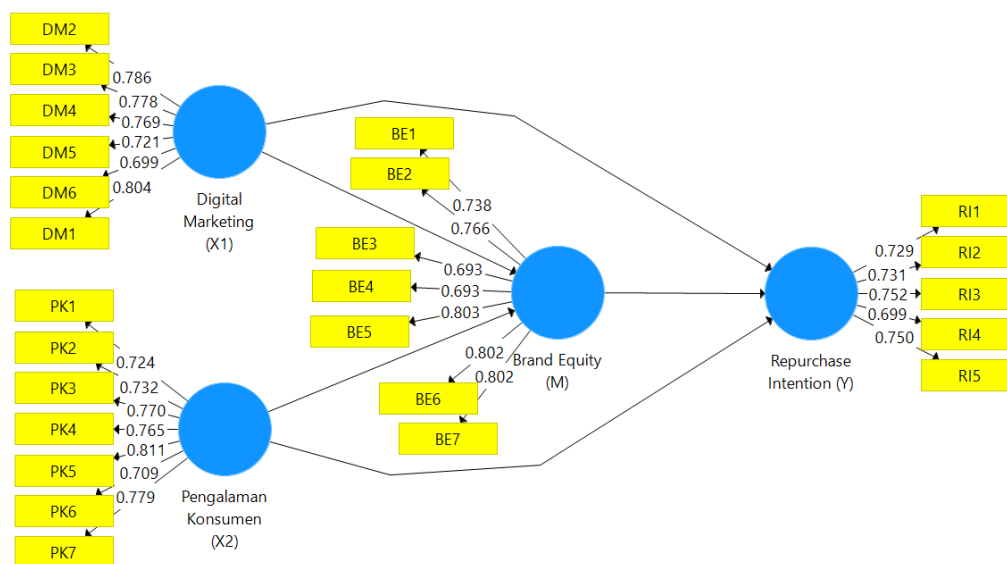 DM2
DM3
DM4
DM5
DM6
DM1
0.786
0.778
0.769
0.721
0.699
0.804
Digital
Marketing
(X1)
PK1
PK2
PK3
PK4
PK5
PK6
PK7
0.724
0.732
0.770
0.765
0.811
0.709
0.779
Pengalaman
Konsumen
(X2)
BE1
BE2
BE3
BE4
BE5
BE6
BE7
0.738
0.766
0.693
0.693
0.803
0.802
0.802
Brand Equity
(M)
Repurchase
Intention (Y)
0.729
0.731
0.752
0.699
0.750
RI1
RI2
RI3
RI4
RI5